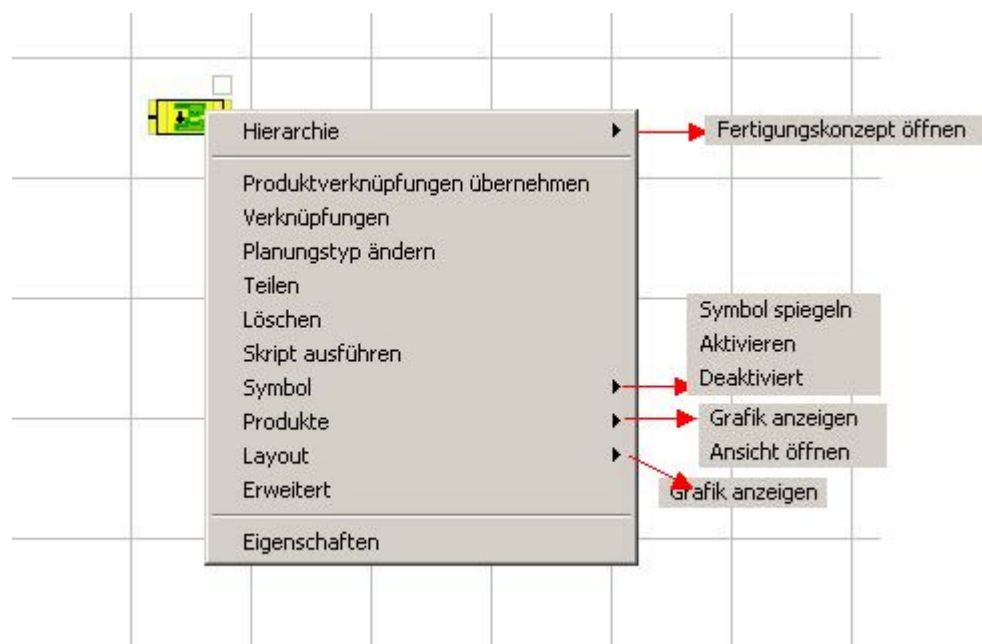 Hierarchie
Fertigungskonzept öffnen
Produktverknüpfungen übernehmen
Verknüpfungen
Planungstyp ändern
Teilen
Löschen
Skript ausführen
Symbol
Produkte
Layout
Erweitert
Eigenschaften
Symbol spiegeln
Aktivieren
Deaktiviert
Grafik anzeigen
Ansicht öffnen
Grafik anzeigen